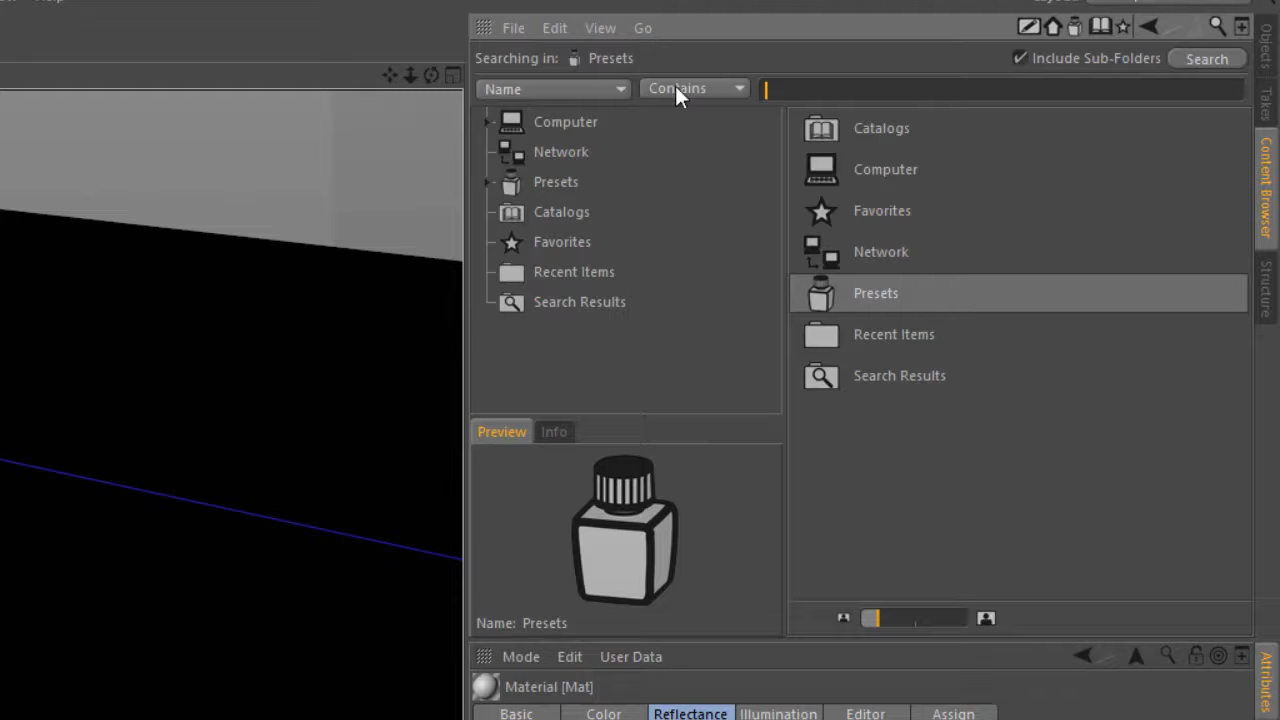 File Edit View Go
Searching in: Presets Include Sub-Folders Search
Name Contains
Computer
Network
Presets
Catalogs
Favorites
Recent Items
Search Results
Catalogs
Computer
Favorites
Network
Presets
Recent Items
Search Results
Preview Info
Name: Presets
Mode Edit User Data
Material [Mat]
Basic Color Reflectance Illumination Editor Assign
Objects
Takes
Content Browser
Structure
Attributes